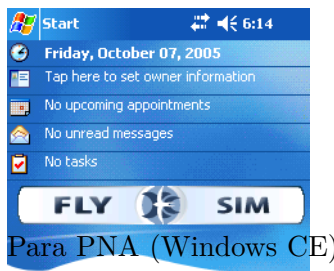 Start 6:14
Friday, October 07, 2005
Tap here to set owner information
No upcoming appointments
No unread messages
No tasks
FLY SIM
Para PNA (Windows CE)